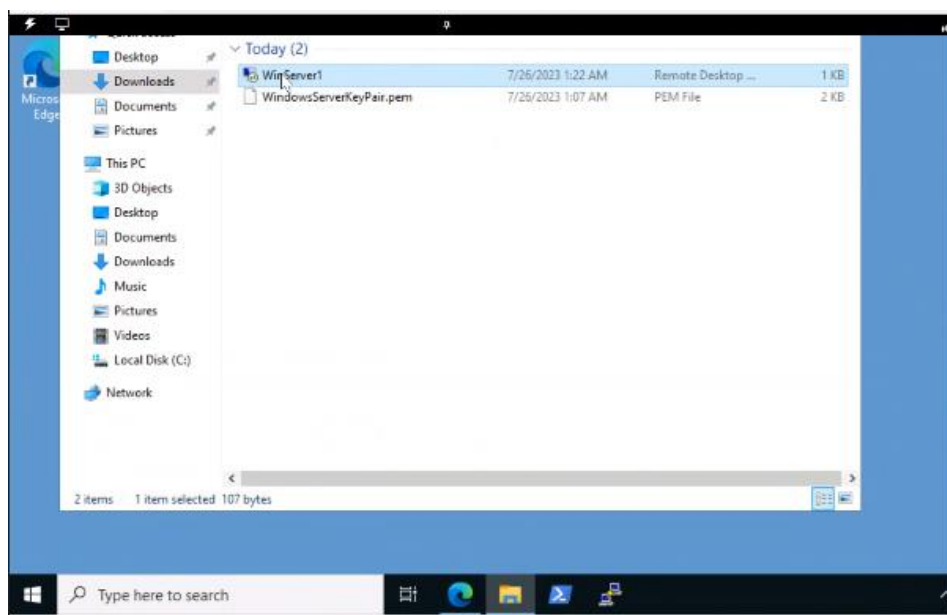 Desktop
Today (2)
Downloads
WinServer1 7/26/2023 1:22 AM Remote Desktop ... 1 KB
Documents
WindowsServerKeyPair.pem 7/26/2023 1:07 AM PEM File 2 KB
Pictures
Micros
Edge
This PC
3D Objects
Desktop
Documents
Downloads
Music
Pictures
Videos
Local Disk (C:)
Network
2 items 1 item selected 107 bytes
Type here to search